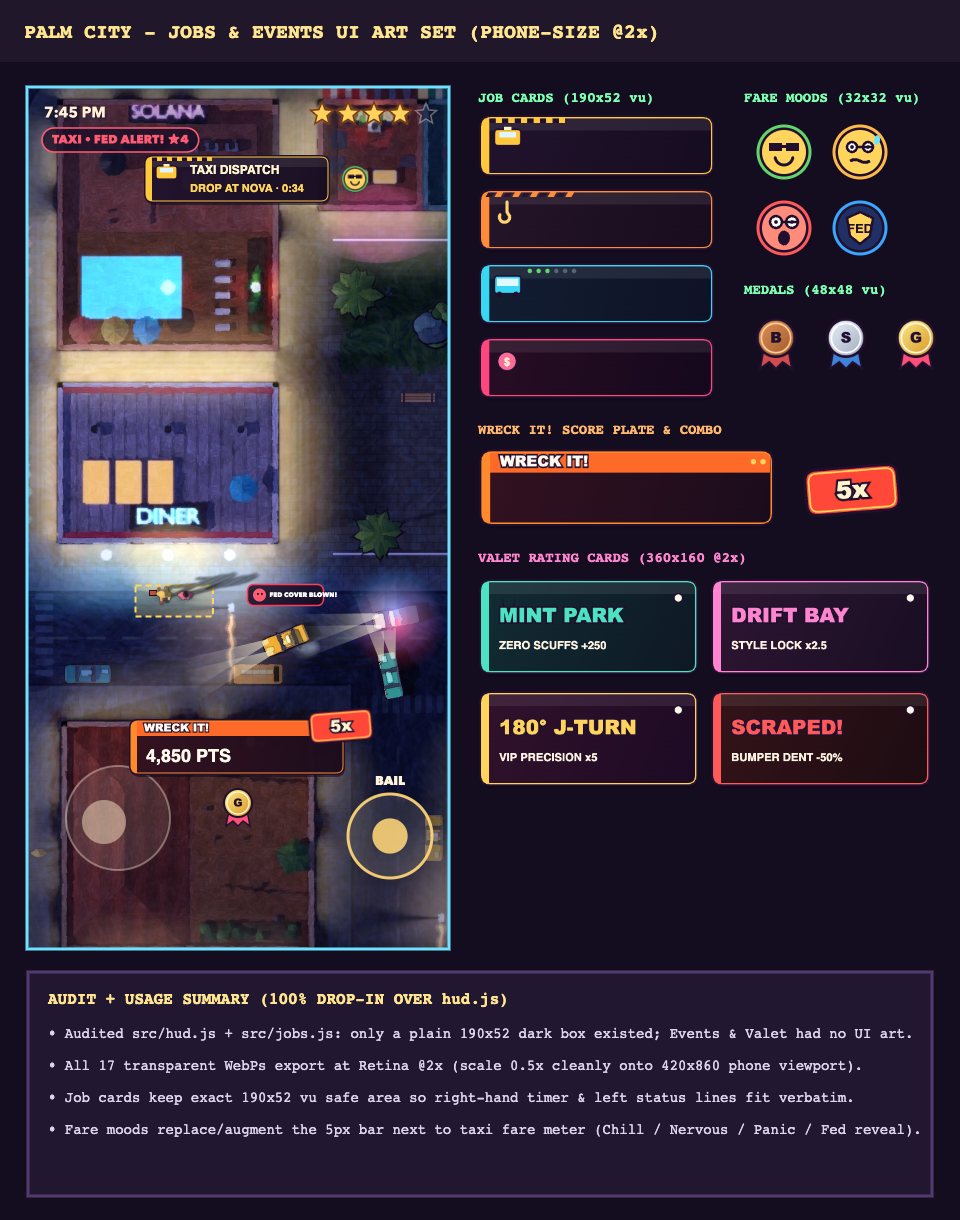 PALM CITY - JOBS & EVENTS UI ART SET (PHONE-SIZE @2x)
7:45 PM
SOLANA
TAXI • FED ALERT! ★4
TAXI DISPATCH
DROP AT NOVA · 0:34
DINER
FED COVER BLOWN!
WRECK IT!
5x
4,850 PTS
BAIL
G
JOB CARDS (190x52 vu)
$
FARE MOODS (32x32 vu)
FED
MEDALS (48x48 vu)
B
S
G
WRECK IT! SCORE PLATE & COMBO
WRECK IT!
5x
VALET RATING CARDS (360x160 @2x)
MINT PARK
ZERO SCUFFS +250
DRIFT BAY
STYLE LOCK x2.5
180° J-TURN
VIP PRECISION x5
SCRAPED!
BUMPER DENT -50%
AUDIT + USAGE SUMMARY (100% DROP-IN OVER hud.js)
• Audited src/hud.js + src/jobs.js: only a plain 190x52 dark box existed; Events & Valet had no UI art.
• All 17 transparent WebPs export at Retina @2x (scale 0.5x cleanly onto 420x860 phone viewport).
• Job cards keep exact 190x52 vu safe area so right-hand timer & left status lines fit verbatim.
• Fare moods replace/augment the 5px bar next to taxi fare meter (Chill / Nervous / Panic / Fed reveal).